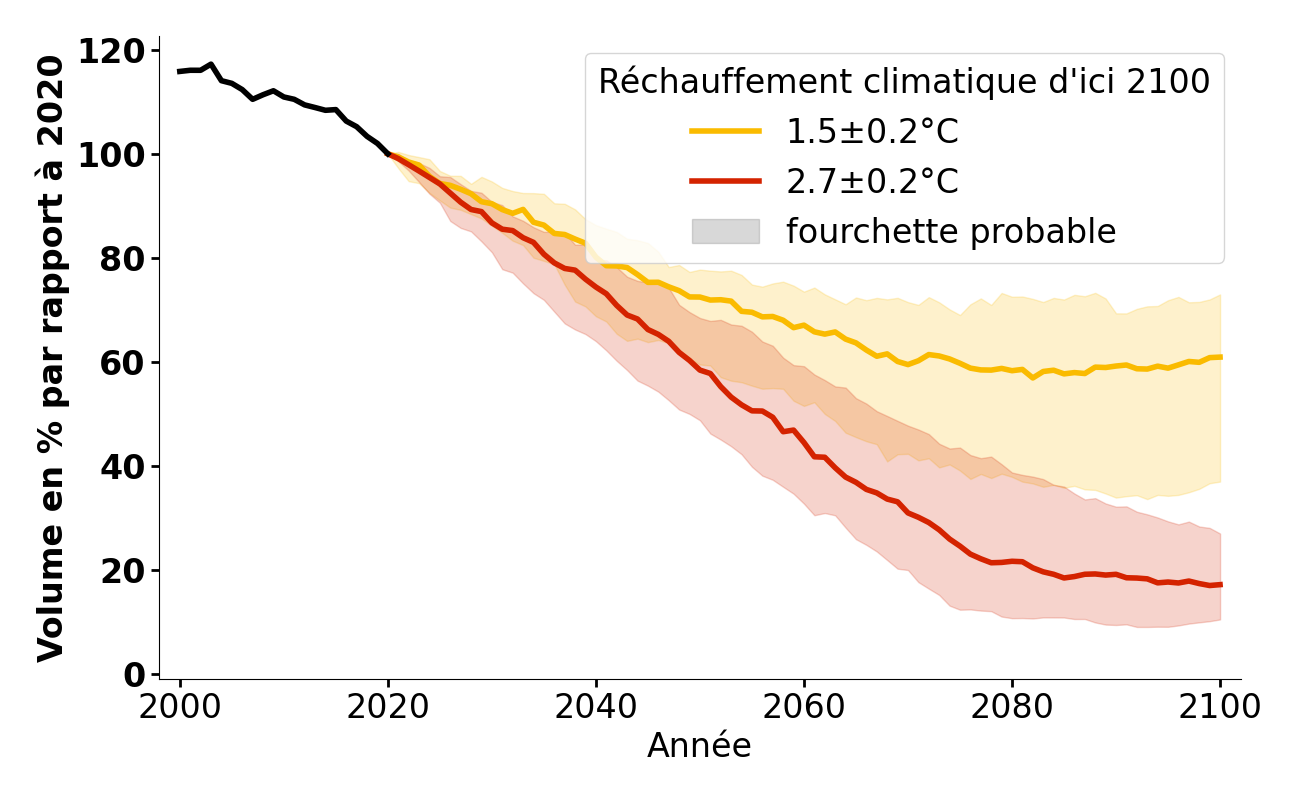 Volume en % par rapport à 2020
120
100
80
60
40
20
0
Réchauffement climatique d'ici 2100
1.5±0.2°C
2.7±0.2°C
fourchette probable
2000 2020 2040 2060 2080 2100
Année